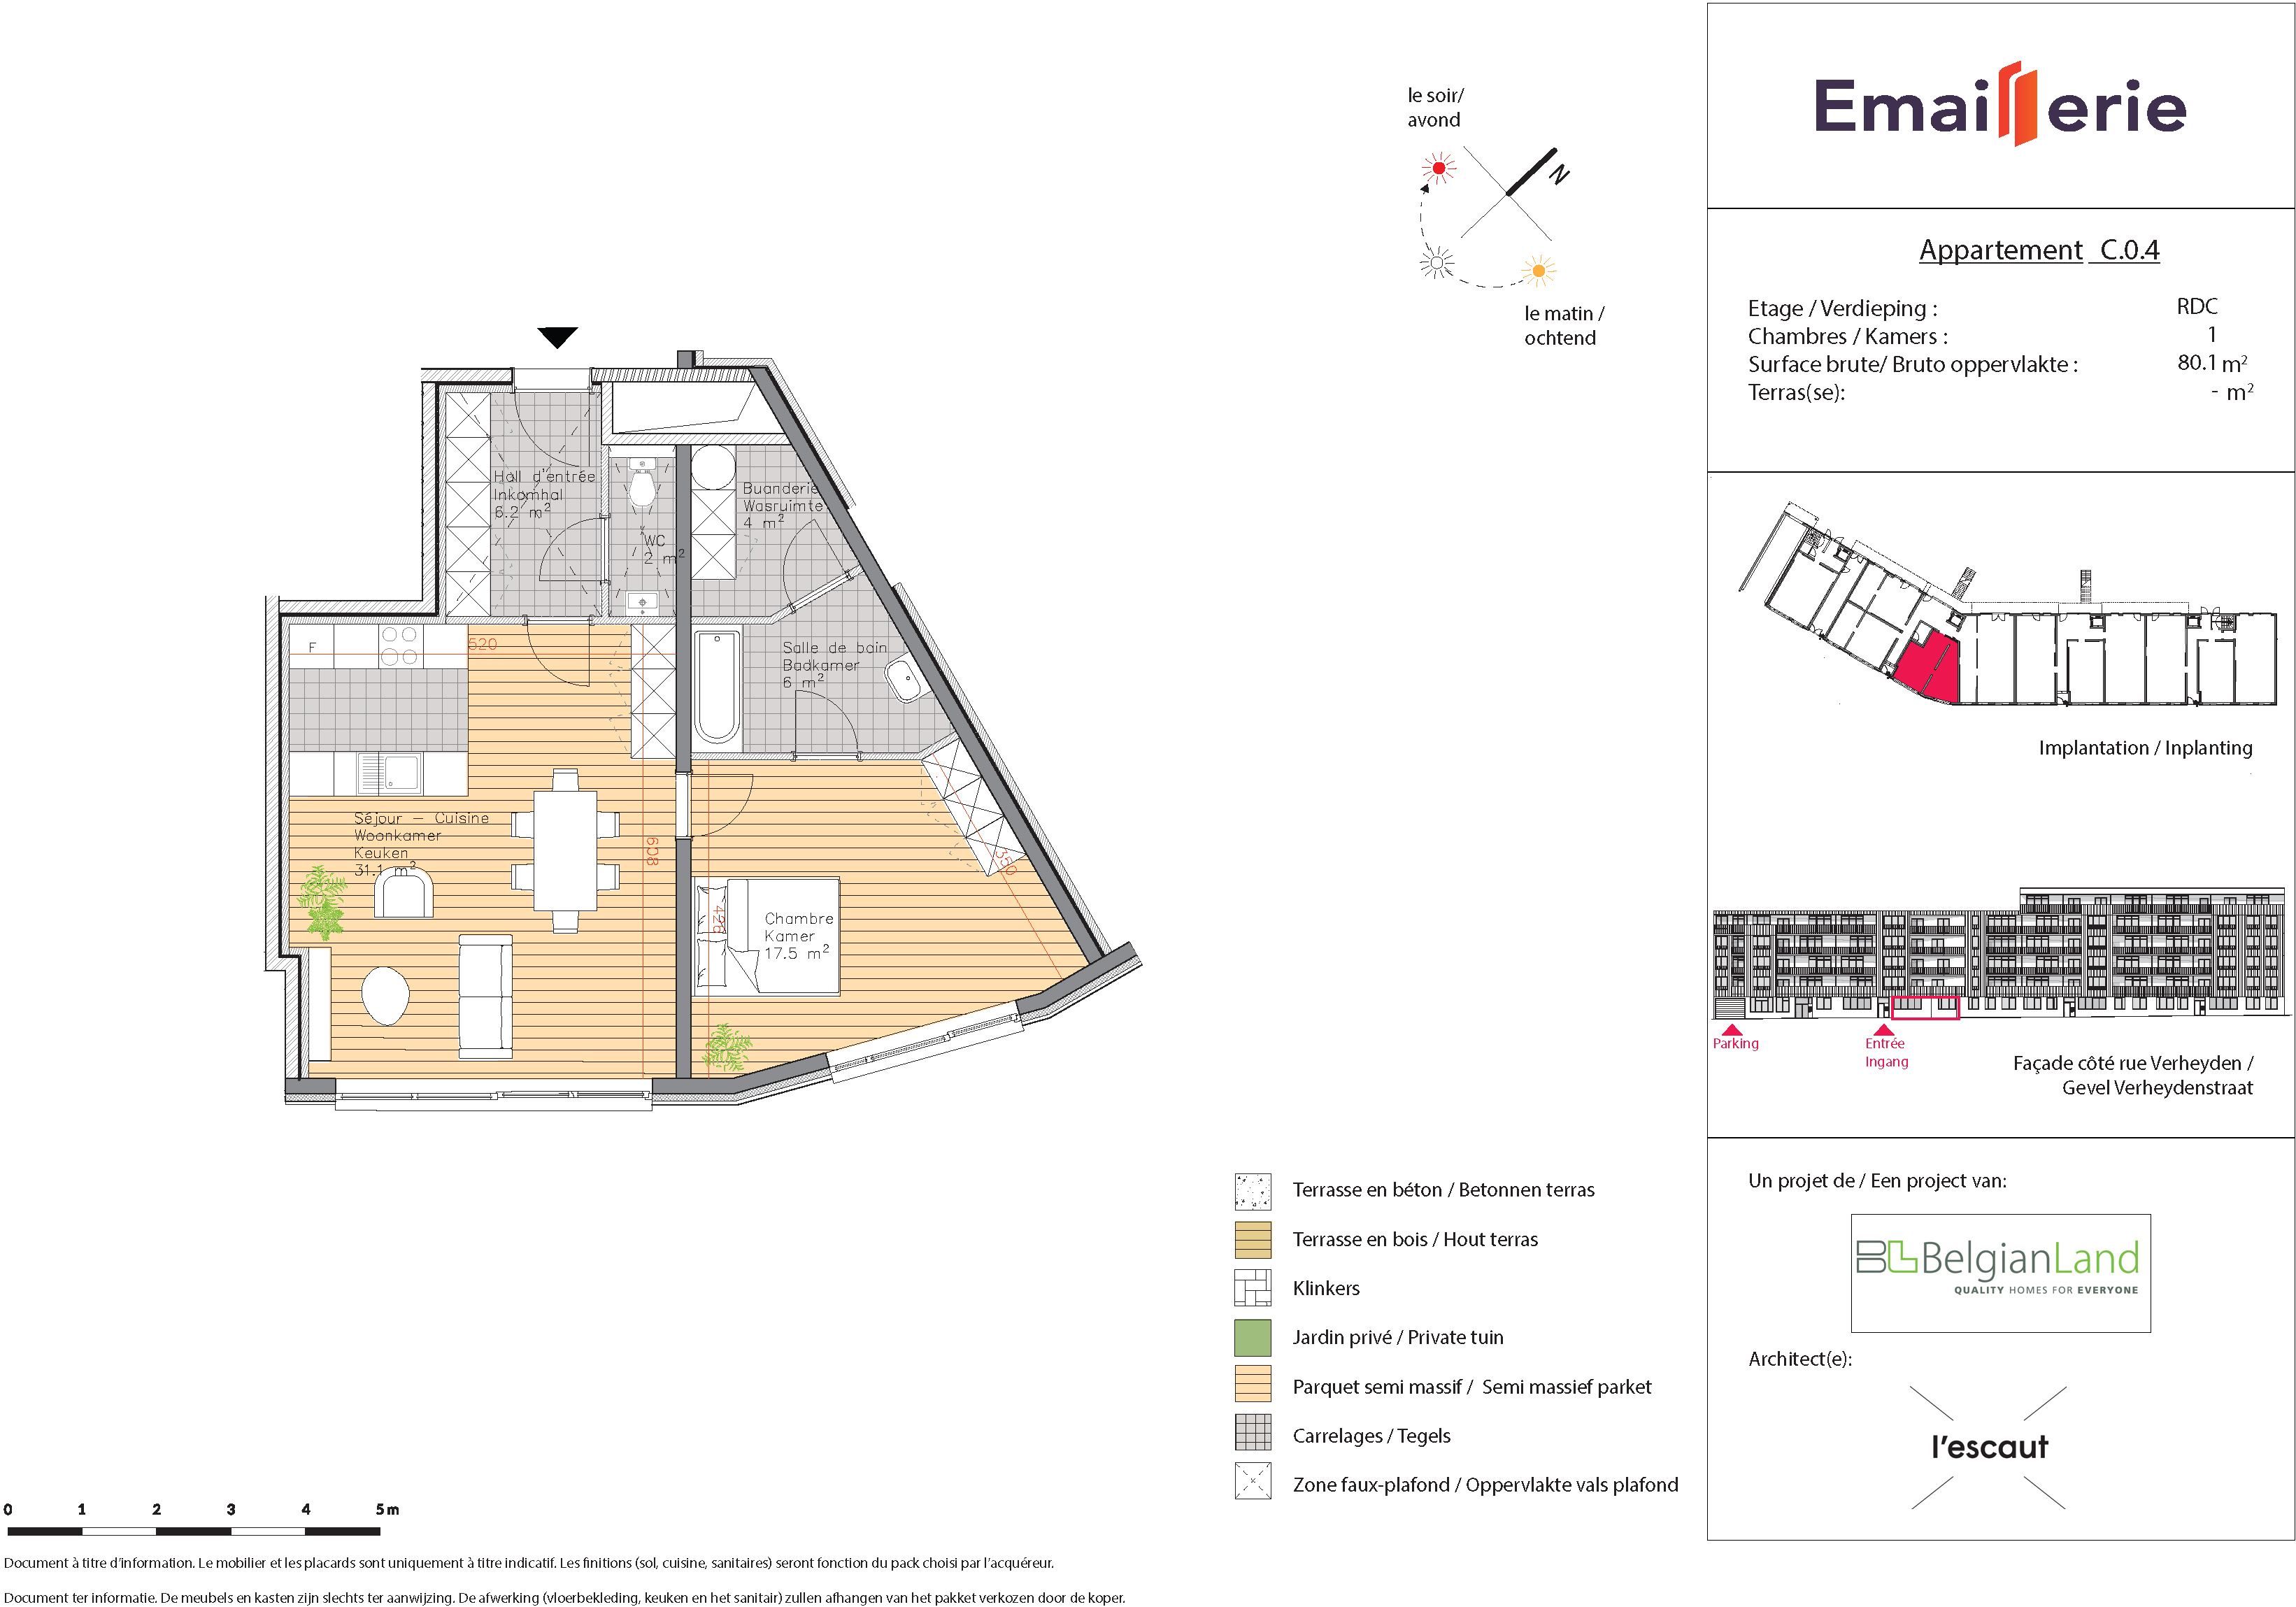 le soir/
avond
N
le matin /
ochtend
Emaillerie
Appartement C.0.4
Etage / Verdieping : RDC
Chambres / Kamers : 1
Surface brute/ Bruto oppervlakte : 80.1 m²
Terras(se): - m²
Hall d'entrée
Inkomhal
6.2 m²
WC
2 m²
Buanderie
Wasruimte
4 m²
Salle de bain
Badkamer
6 m²
F
520
Séjour – Cuisine
Woonkamer
Keuken
31.1 m²
608
350
426
Chambre
Kamer
17.5 m²
Implantation / Inplanting
Parking
Entrée
Ingang
Façade côté rue Verheyden /
Gevel Verheydenstraat
Terrasse en béton / Betonnen terras
Terrasse en bois / Hout terras
Klinkers
Jardin privé / Private tuin
Parquet semi massif / Semi massief parket
Carrelages / Tegels
Zone faux-plafond / Oppervlakte vals plafond
Un projet de / Een project van:
BL BelgianLand
QUALITY HOMES FOR EVERYONE
Architect(e):
l'escaut
0 1 2 3 4 5 m
Document à titre d'information. Le mobilier et les placards sont uniquement à titre indicatif. Les finitions (sol, cuisine, sanitaires) seront fonction du pack choisi par l'acquéreur.
Document ter informatie. De meubels en kasten zijn slechts ter aanwijzing. De afwerking (vloerbekleding, keuken en het sanitair) zullen afhangen van het pakket verkozen door de koper.